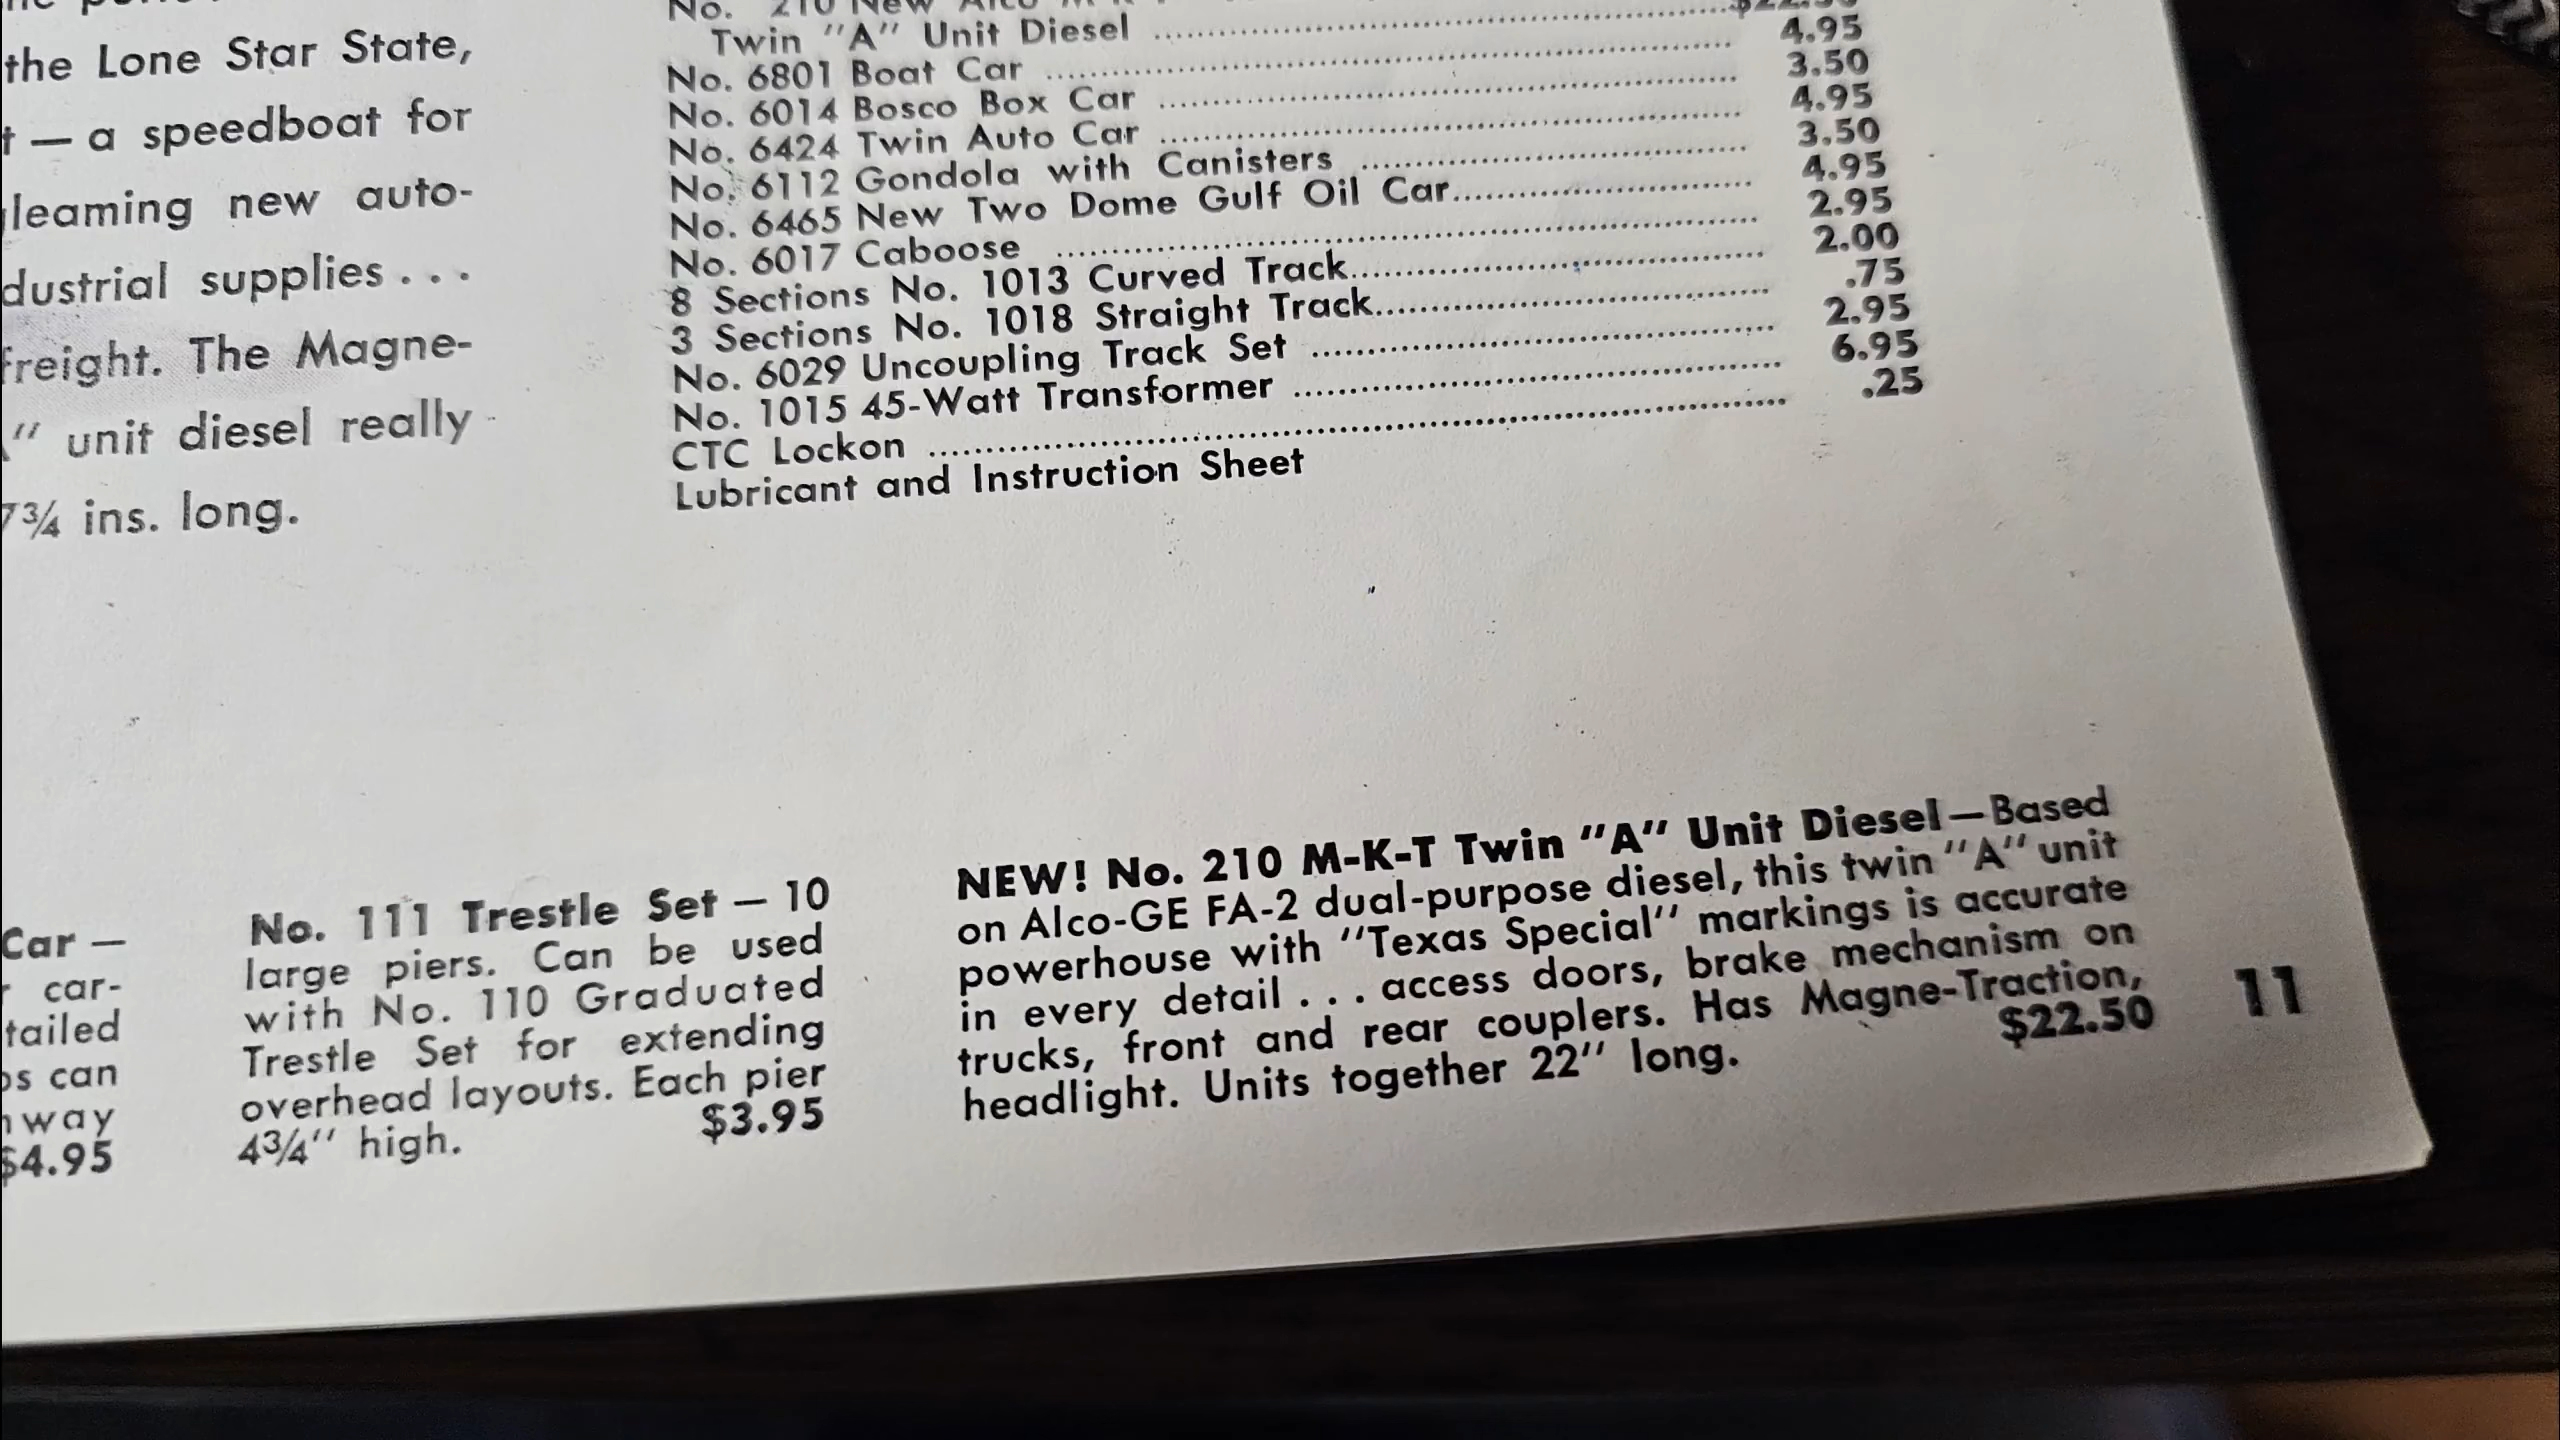 the Lone Star State,
— a speedboat for
new auto-
supplies . . .
freight. The Magne-
" unit diesel really
7¾ ins. long.
No. 210 New Alco
Twin "A" Unit Diesel
No. 6801 Boat Car 4.95
No. 6014 Bosco Box Car 3.50
No. 6424 Twin Auto Car 4.95
No. 6112 Gondola with Canisters 3.50
No. 6465 New Two Dome Gulf Oil Car 4.95
No. 6017 Caboose 2.95
8 Sections No. 1013 Curved Track 2.00
3 Sections No. 1018 Straight Track .75
No. 6029 Uncoupling Track Set 2.95
No. 1015 45-Watt Transformer 6.95
CTC Lockon .25
Lubricant and Instruction Sheet
Car —
car-
tailed
can
way
$4.95
No. 111 Trestle Set — 10
large piers. Can be used
with No. 110 Graduated
Trestle Set for extending
overhead layouts. Each pier
4¾" high. $3.95
NEW! No. 210 M-K-T Twin "A" Unit Diesel — Based
on Alco-GE FA-2 dual-purpose diesel, this twin "A" unit
powerhouse with "Texas Special" markings is accurate
in every detail . . . access doors, brake mechanism on
trucks, front and rear couplers. Has Magne-Traction,
headlight. Units together 22" long. $22.50
11